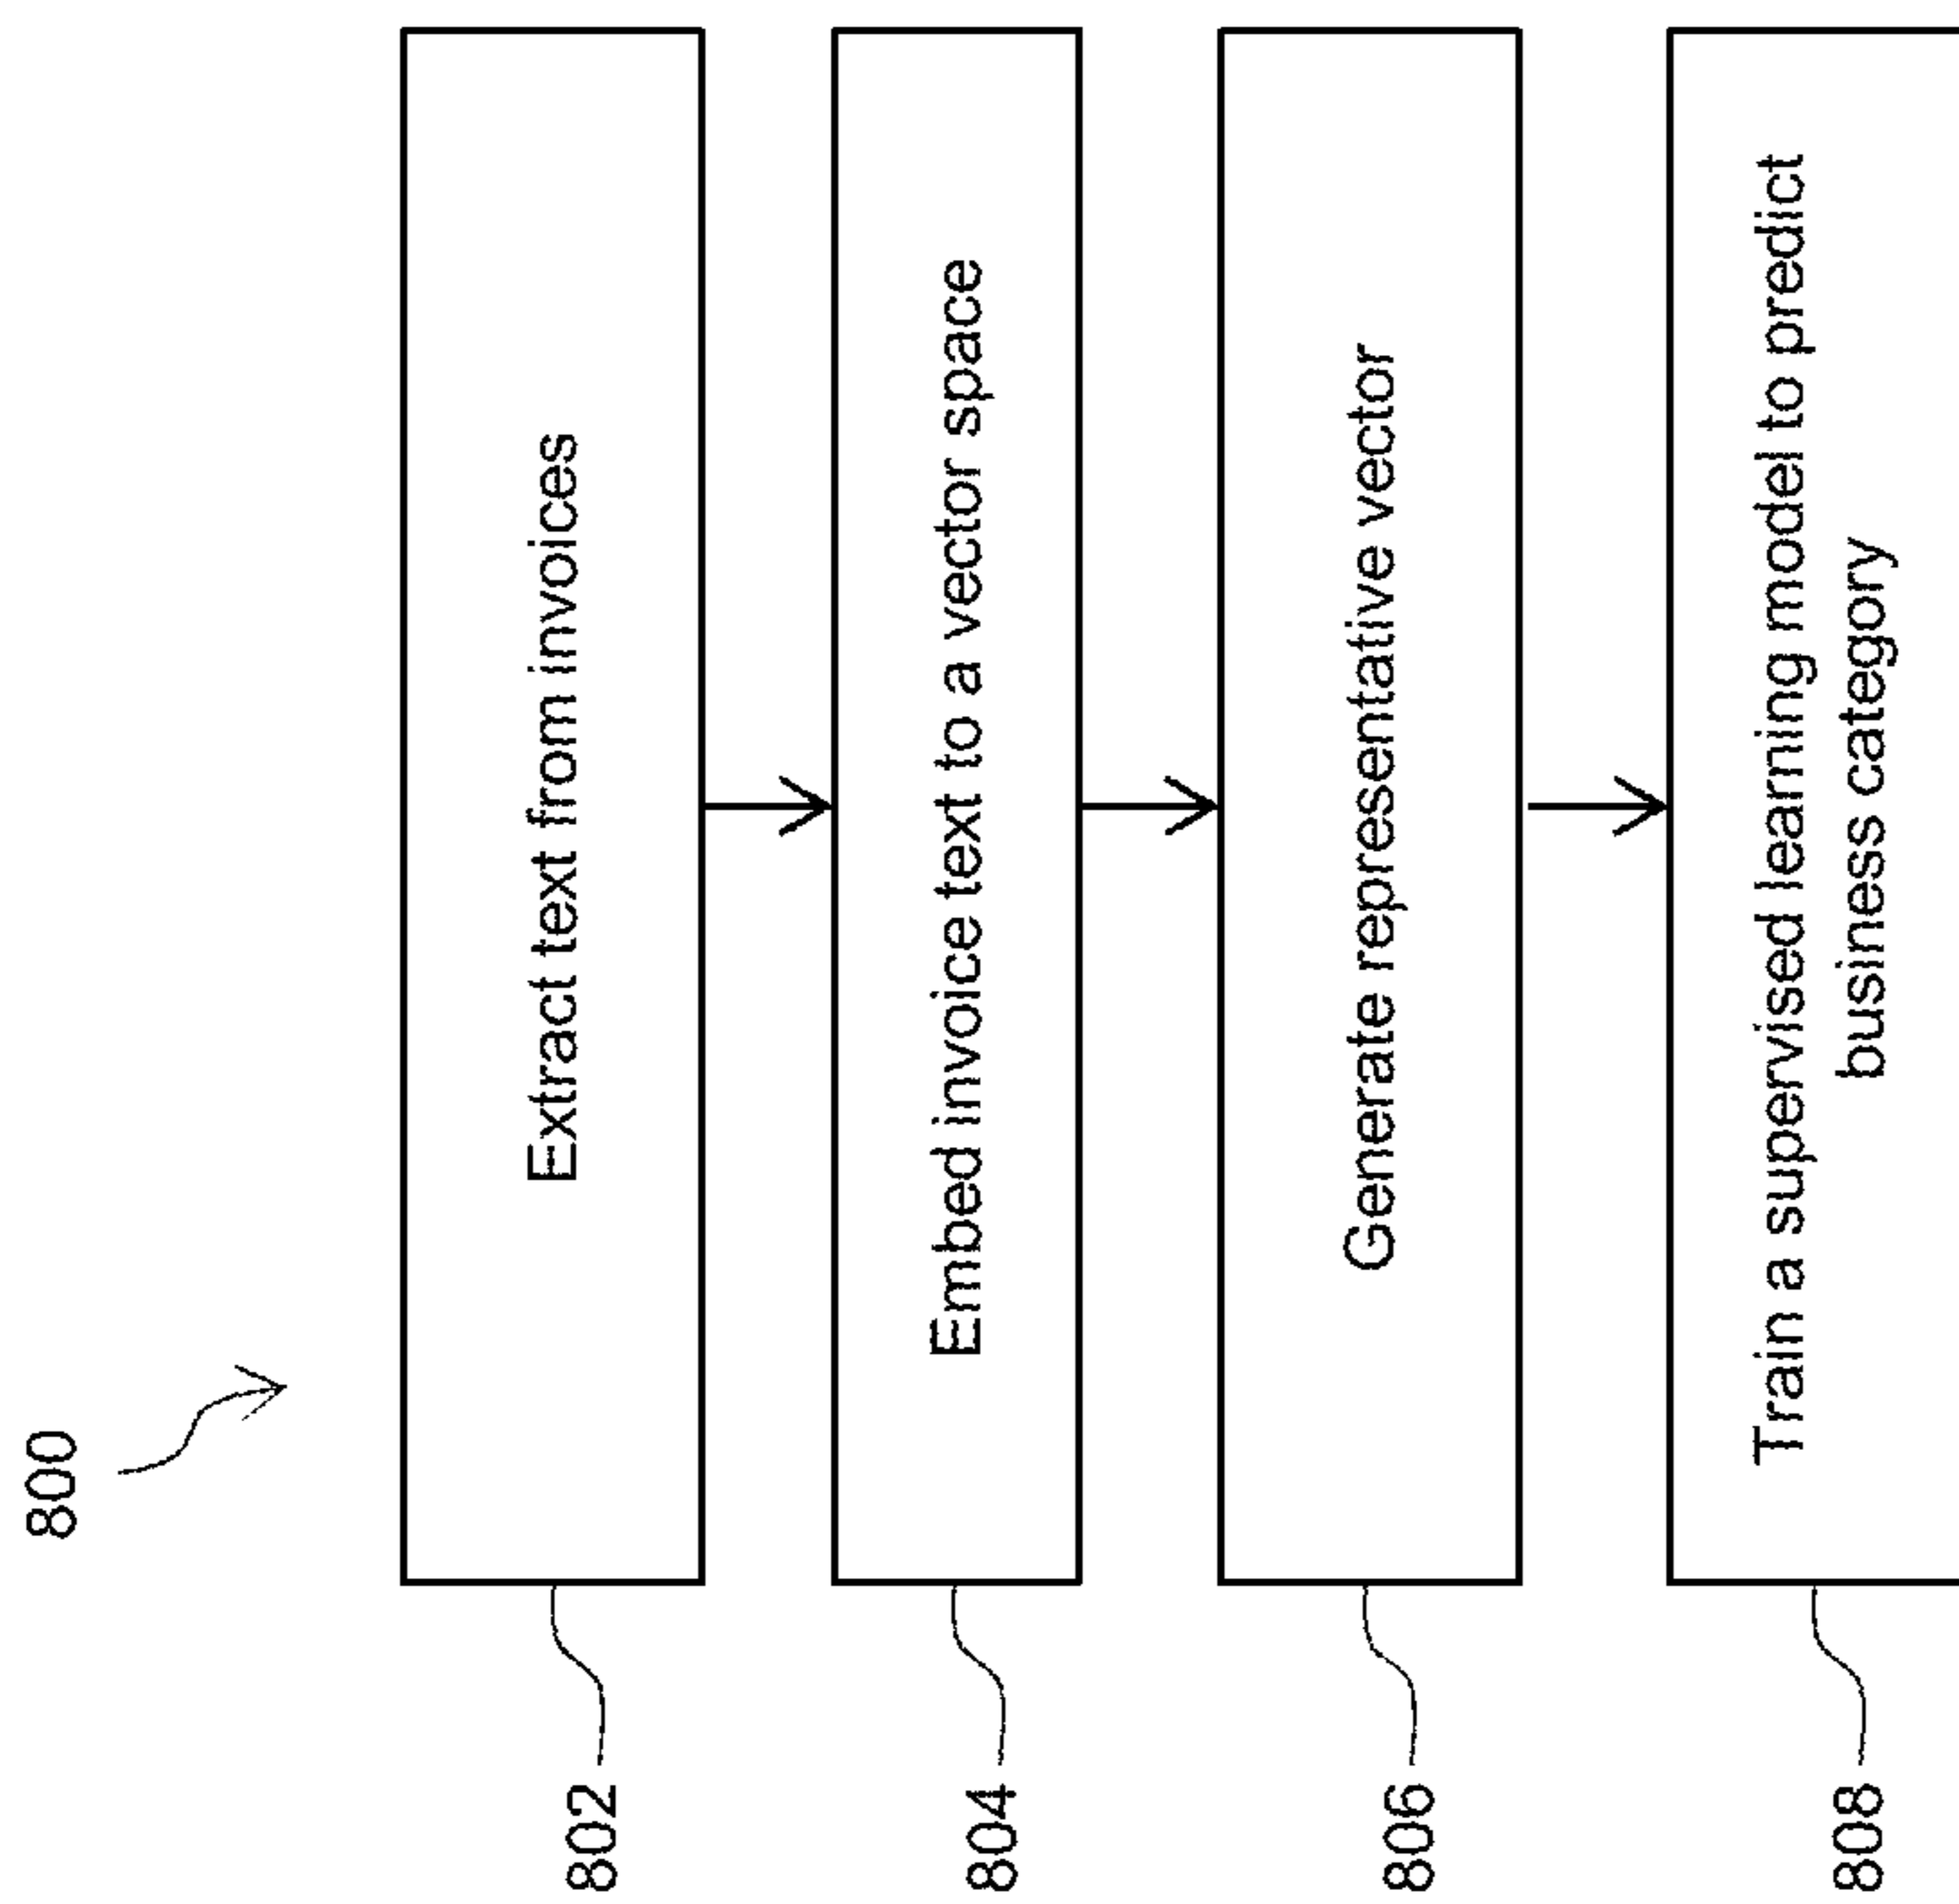 800
802
Extract text from invoices
804
Embed invoice text to a vector space
806
Generate representative vector
808
Train a supervised learning model to predict
business category